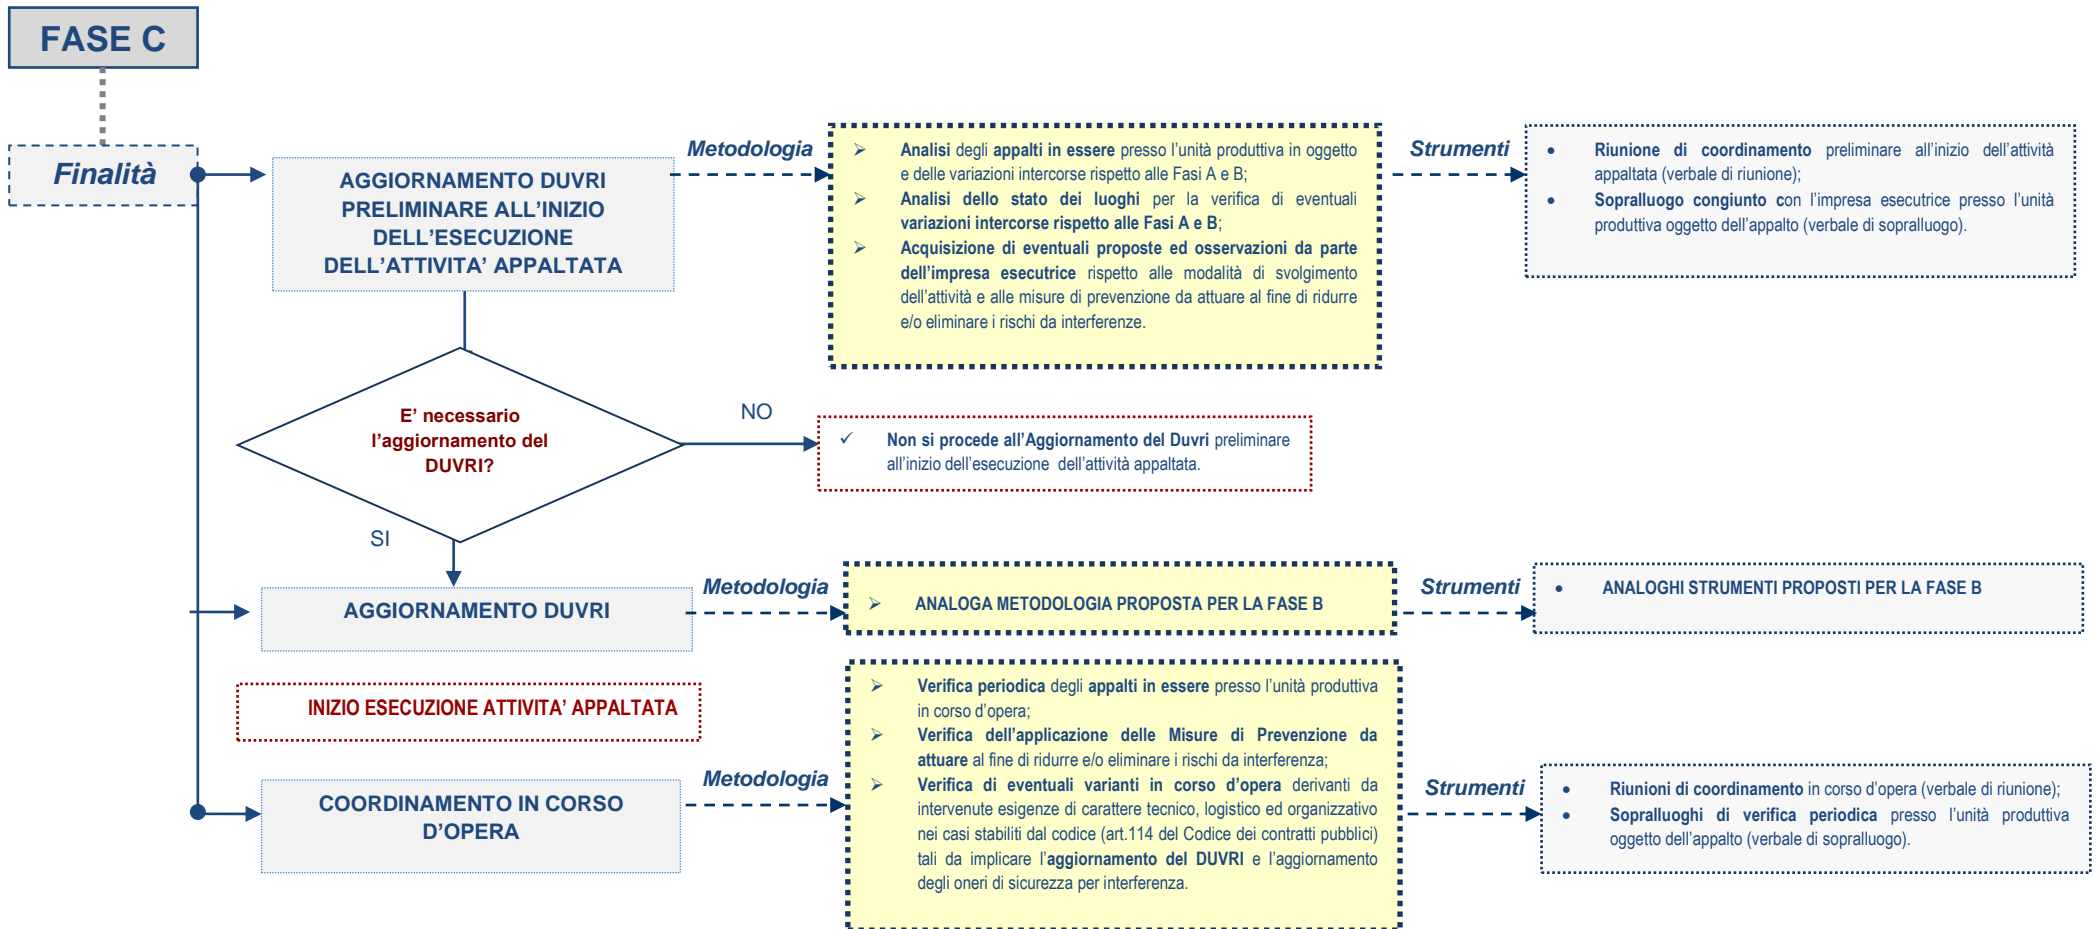 FASE C
Finalità
AGGIORNAMENTO DUVRI
PRELIMINARE ALL’INIZIO
DELL’ESECUZIONE
DELL’ATTIVITA’ APPALTATA
Metodologia
➢ Analisi degli appalti in essere presso l’unità produttiva in oggetto
e delle variazioni intercorse rispetto alle Fasi A e B;
➢ Analisi dello stato dei luoghi per la verifica di eventuali
variazioni intercorse rispetto alle Fasi A e B;
➢ Acquisizione di eventuali proposte ed osservazioni da parte
dell’impresa esecutrice rispetto alle modalità di svolgimento
dell’attività e alle misure di prevenzione da attuare al fine di ridurre
e/o eliminare i rischi da interferenze.
Strumenti
• Riunione di coordinamento preliminare all’inizio dell’attività
appaltata (verbale di riunione);
• Sopralluogo congiunto con l’impresa esecutrice presso l’unità
produttiva oggetto dell’appalto (verbale di sopralluogo).
E’ necessario
l’aggiornamento del
DUVRI?
NO
✓ Non si procede all’Aggiornamento del Duvri preliminare
all’inizio dell’esecuzione dell’attività appaltata.
SI
AGGIORNAMENTO DUVRI
Metodologia
➢ ANALOGA METODOLOGIA PROPOSTA PER LA FASE B
Strumenti
• ANALOGHI STRUMENTI PROPOSTI PER LA FASE B
INIZIO ESECUZIONE ATTIVITA’ APPALTATA
COORDINAMENTO IN CORSO
D’OPERA
Metodologia
➢ Verifica periodica degli appalti in essere presso l’unità produttiva
in corso d’opera;
➢ Verifica dell’applicazione delle Misure di Prevenzione da
attuare al fine di ridurre e/o eliminare i rischi da interferenza;
➢ Verifica di eventuali varianti in corso d’opera derivanti da
intervenute esigenze di carattere tecnico, logistico ed organizzativo
nei casi stabiliti dal codice (art.114 del Codice dei contratti pubblici)
tali da implicare l’aggiornamento del DUVRI e l’aggiornamento
degli oneri di sicurezza per interferenza.
Strumenti
• Riunioni di coordinamento in corso d’opera (verbale di riunione);
• Sopralluoghi di verifica periodica presso l’unità produttiva
oggetto dell’appalto (verbale di sopralluogo).